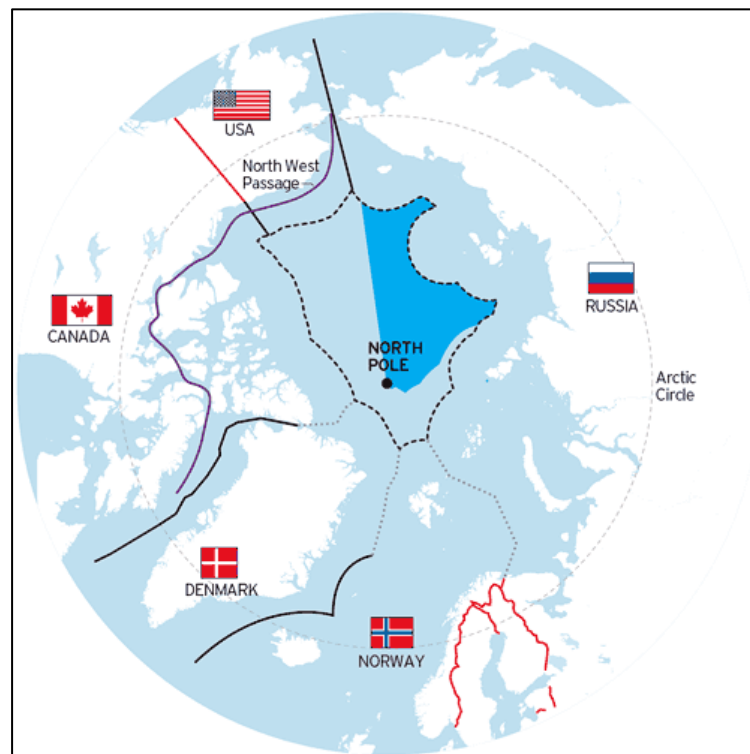 USA
North West
Passage
CANADA
RUSSIA
NORTH
POLE
Arctic
Circle
DENMARK
NORWAY